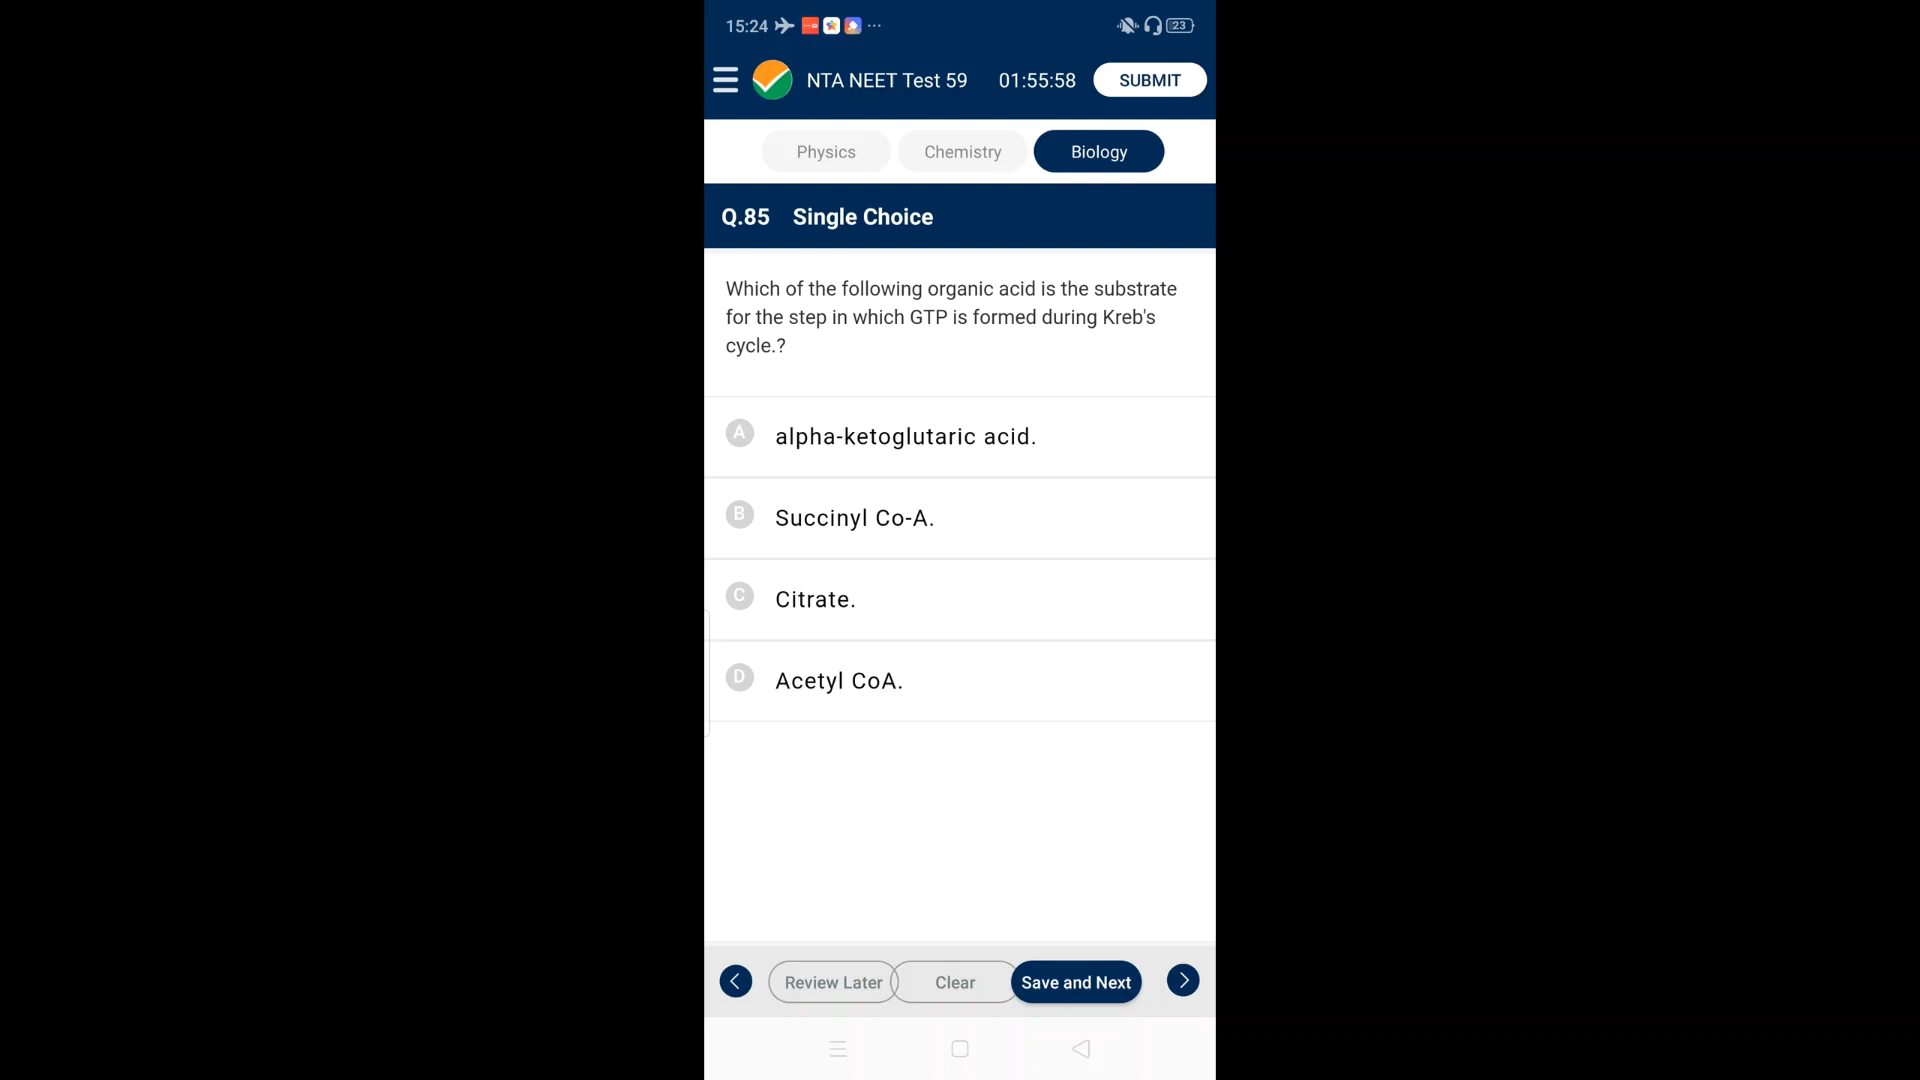 15:24 ··· 23
NTA NEET Test 59 01:55:58 SUBMIT
Physics Chemistry Biology
Q.85 Single Choice
Which of the following organic acid is the substrate
for the step in which GTP is formed during Kreb's
cycle.?
A alpha-ketoglutaric acid.
B Succinyl Co-A.
C Citrate.
D Acetyl CoA.
Review Later Clear Save and Next